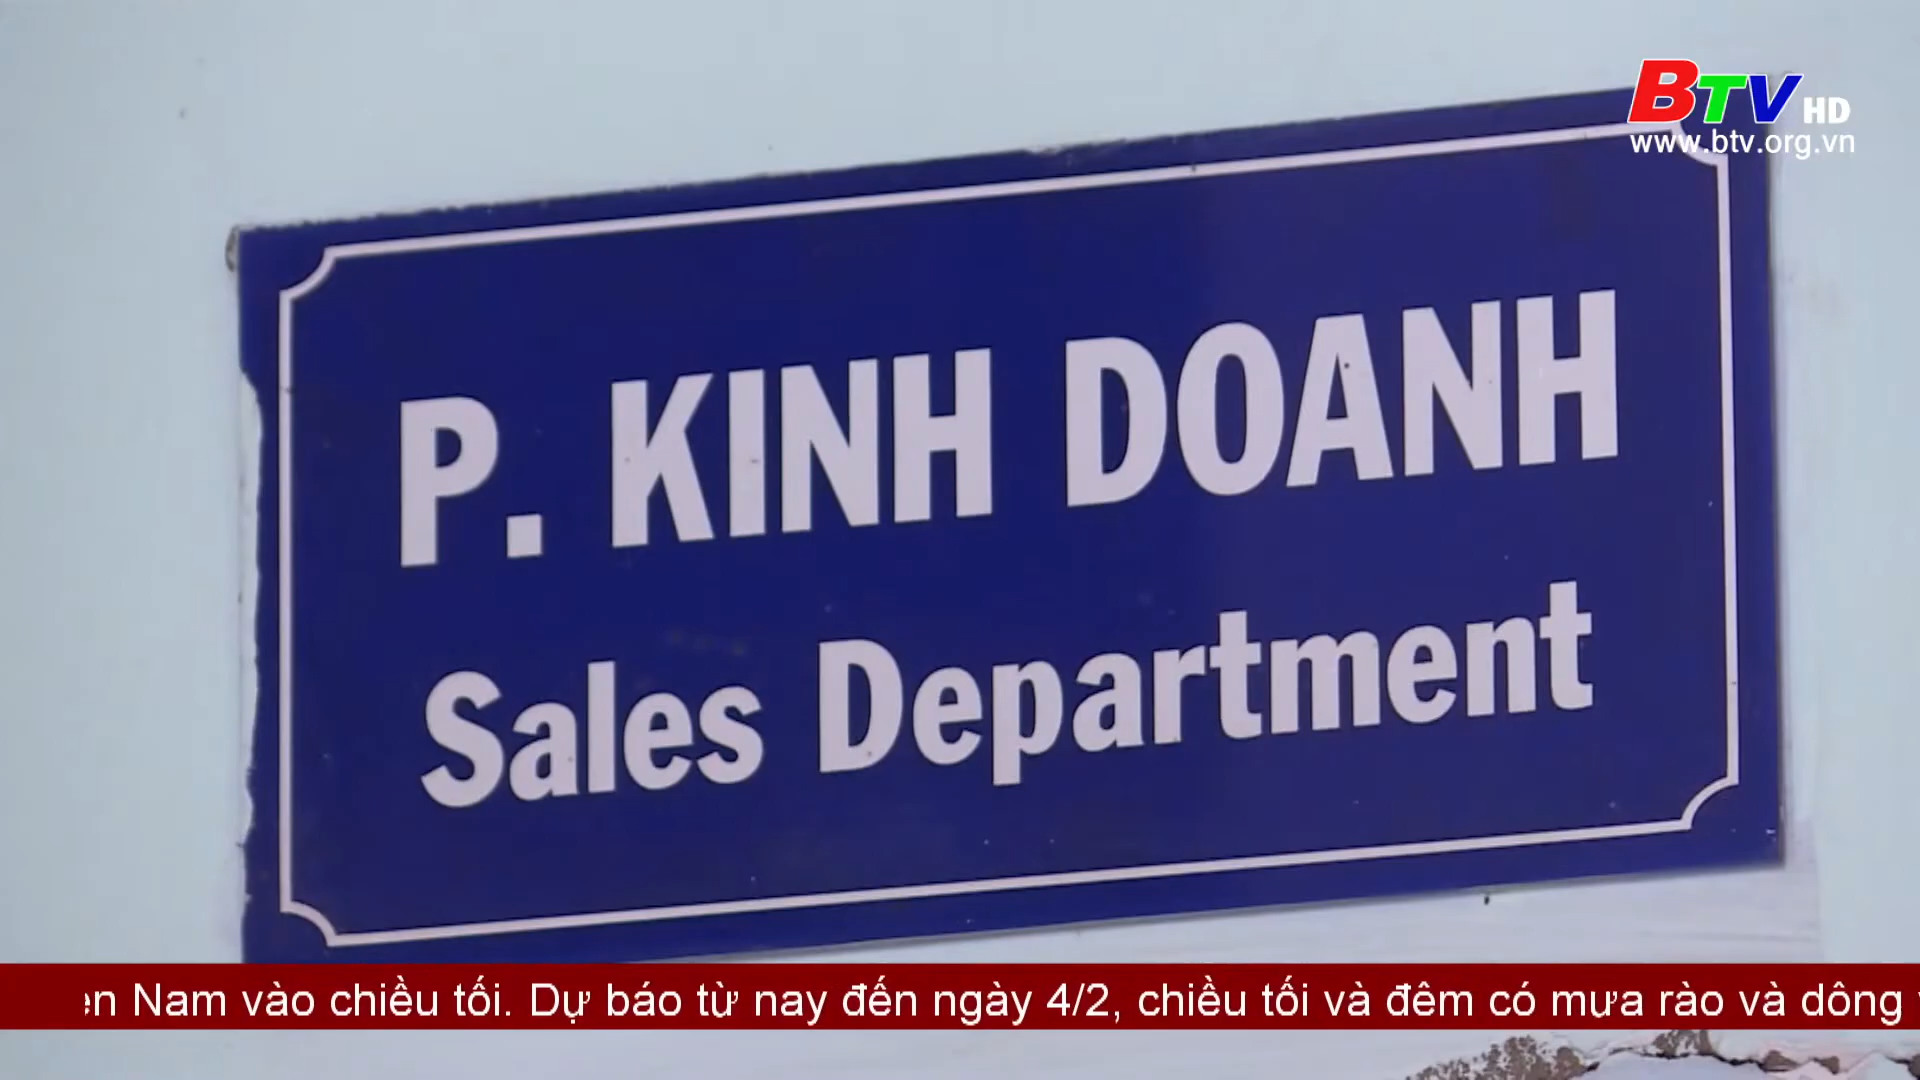 BTV HD
www.btv.org.vn
P. KINH DOANH
Sales Department
Nam vào chiều tối. Dự báo từ nay đến ngày 4/2, chiều tối và đêm có mưa rào và dông